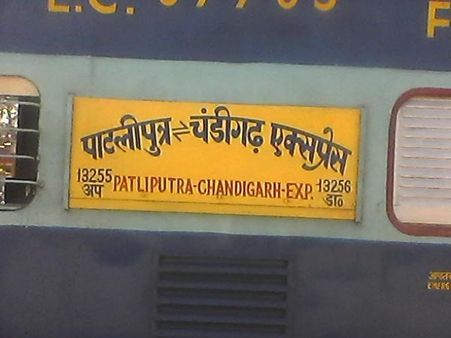 पाटलीपुत्र⇌चंडीगढ़ एक्सप्रेस
13255 अप PATLIPUTRA-CHANDIGARH-EXP. 13256 डा०